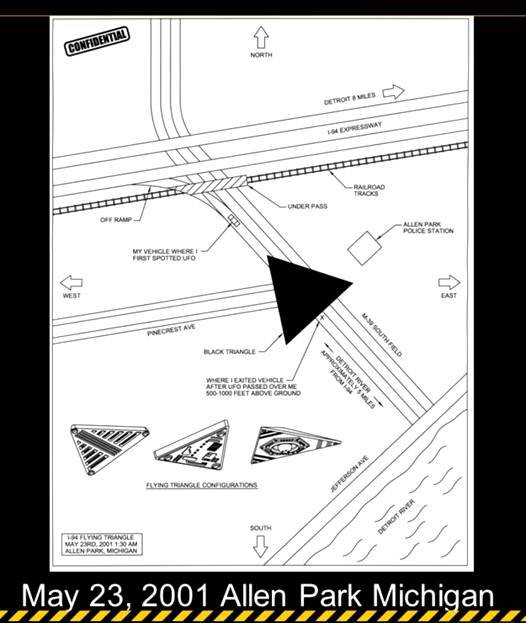 CONFIDENTIAL
NORTH
DETROIT 8 MILES
I-94 EXPRESSWAY
RAILROAD
TRACKS
UNDER PASS
OFF RAMP
ALLEN PARK
POLICE STATION
MY VEHICLE WHERE I
FIRST SPOTTED UFO
WEST
EAST
PINECREST AVE
M-39 SOUTH FIELD
BLACK TRIANGLE
X
DETROIT RIVER
APPROXIMATELY 5 MILES
FROM I-94
WHERE I EXITED VEHICLE
AFTER UFO PASSED OVER ME
500-1000 FEET ABOVE GROUND
JEFFERSON AVE
DETROIT RIVER
FLYING TRIANGLE CONFIGURATIONS
SOUTH
I-94 FLYING TRIANGLE
MAY 23RD, 2001 1:30 AM
ALLEN PARK, MICHIGAN
May 23, 2001 Allen Park Michigan